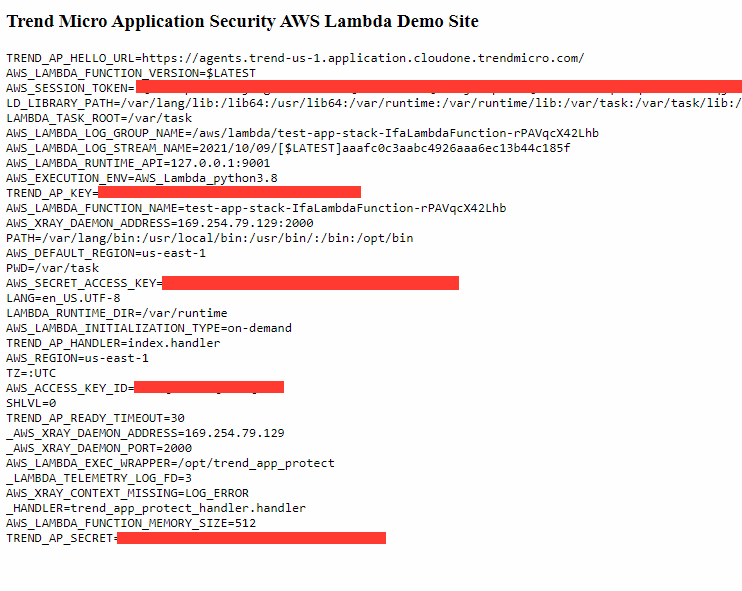 Trend Micro Application Security AWS Lambda Demo Site
TREND_AP_HELLO_URL=https://agents.trend-us-1.application.cloudone.trendmicro.com/
AWS_LAMBDA_FUNCTION_VERSION=$LATEST
AWS_SESSION_TOKEN=
LD_LIBRARY_PATH=/var/lang/lib:/lib64:/usr/lib64:/var/runtime:/var/runtime/lib:/var/task:/var/task/lib:/
LAMBDA_TASK_ROOT=/var/task
AWS_LAMBDA_LOG_GROUP_NAME=/aws/lambda/test-app-stack-IfaLambdaFunction-rPAVqcX42Lhb
AWS_LAMBDA_LOG_STREAM_NAME=2021/10/09/[$LATEST]aaafc0c3aabc4926aaa6ec13b44c185f
AWS_LAMBDA_RUNTIME_API=127.0.0.1:9001
AWS_EXECUTION_ENV=AWS_Lambda_python3.8
TREND_AP_KEY=
AWS_LAMBDA_FUNCTION_NAME=test-app-stack-IfaLambdaFunction-rPAVqcX42Lhb
AWS_XRAY_DAEMON_ADDRESS=169.254.79.129:2000
PATH=/var/lang/bin:/usr/local/bin:/usr/bin/:/bin:/opt/bin
AWS_DEFAULT_REGION=us-east-1
PWD=/var/task
AWS_SECRET_ACCESS_KEY=
LANG=en_US.UTF-8
LAMBDA_RUNTIME_DIR=/var/runtime
AWS_LAMBDA_INITIALIZATION_TYPE=on-demand
TREND_AP_HANDLER=index.handler
AWS_REGION=us-east-1
TZ=:UTC
AWS_ACCESS_KEY_ID=
SHLVL=0
TREND_AP_READY_TIMEOUT=30
_AWS_XRAY_DAEMON_ADDRESS=169.254.79.129
_AWS_XRAY_DAEMON_PORT=2000
AWS_LAMBDA_EXEC_WRAPPER=/opt/trend_app_protect
_LAMBDA_TELEMETRY_LOG_FD=3
AWS_XRAY_CONTEXT_MISSING=LOG_ERROR
_HANDLER=trend_app_protect_handler.handler
AWS_LAMBDA_FUNCTION_MEMORY_SIZE=512
TREND_AP_SECRET=